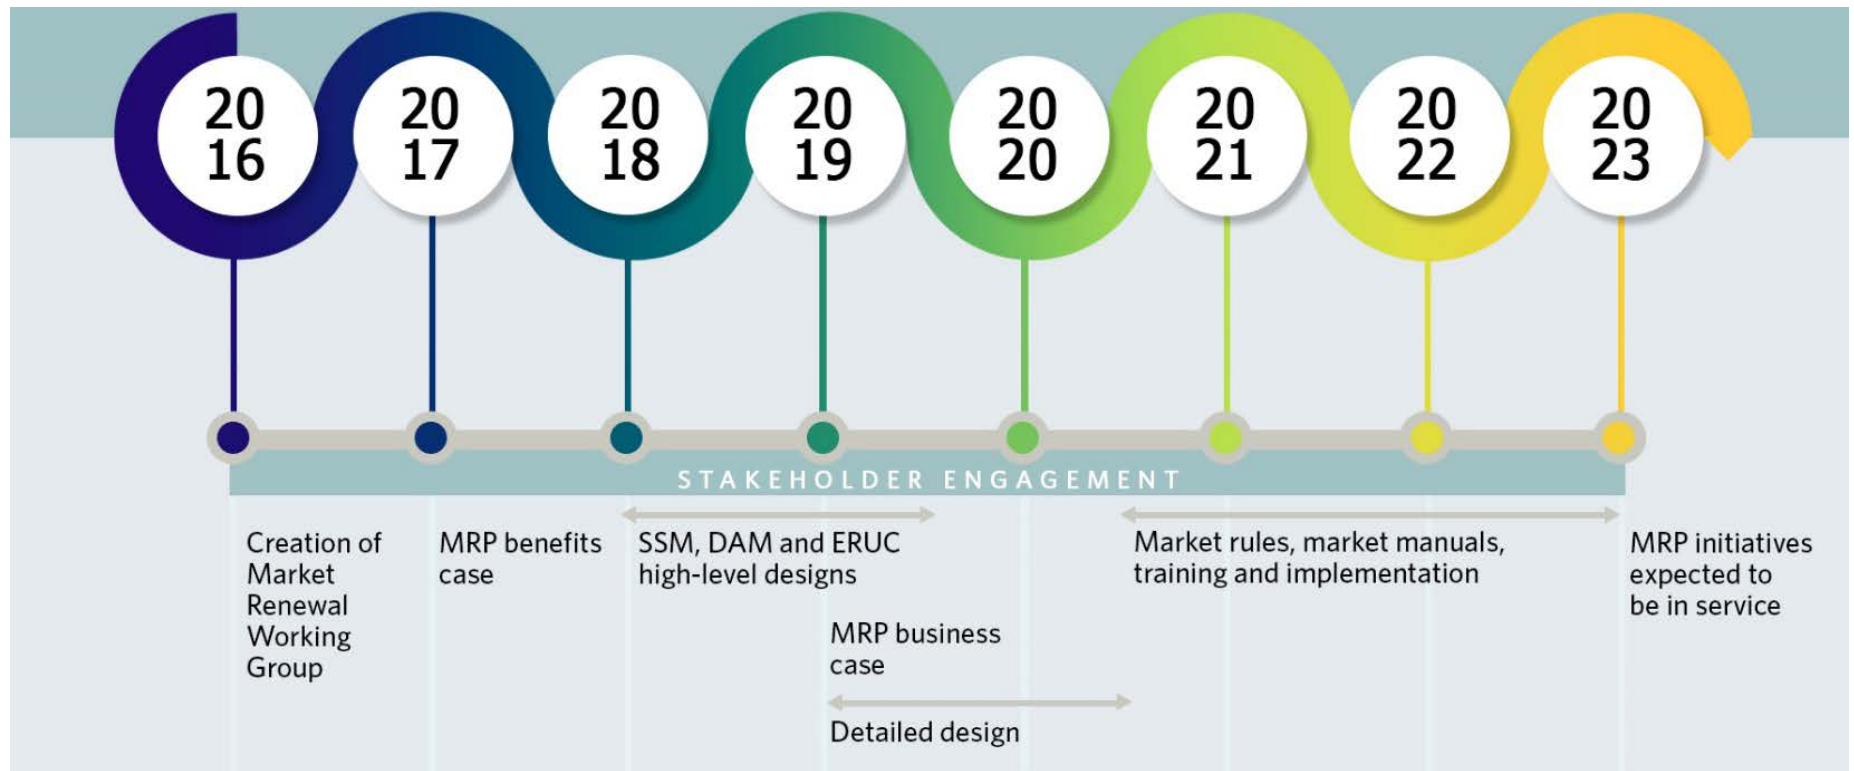 20
16
20
17
20
18
20
19
20
20
20
21
20
22
20
23
STAKEHOLDER ENGAGEMENT
Creation of
Market
Renewal
Working
Group
MRP benefits
case
SSM, DAM and ERUC
high-level designs
MRP business
case
Detailed design
Market rules, market manuals,
training and implementation
MRP initiatives
expected to
be in service